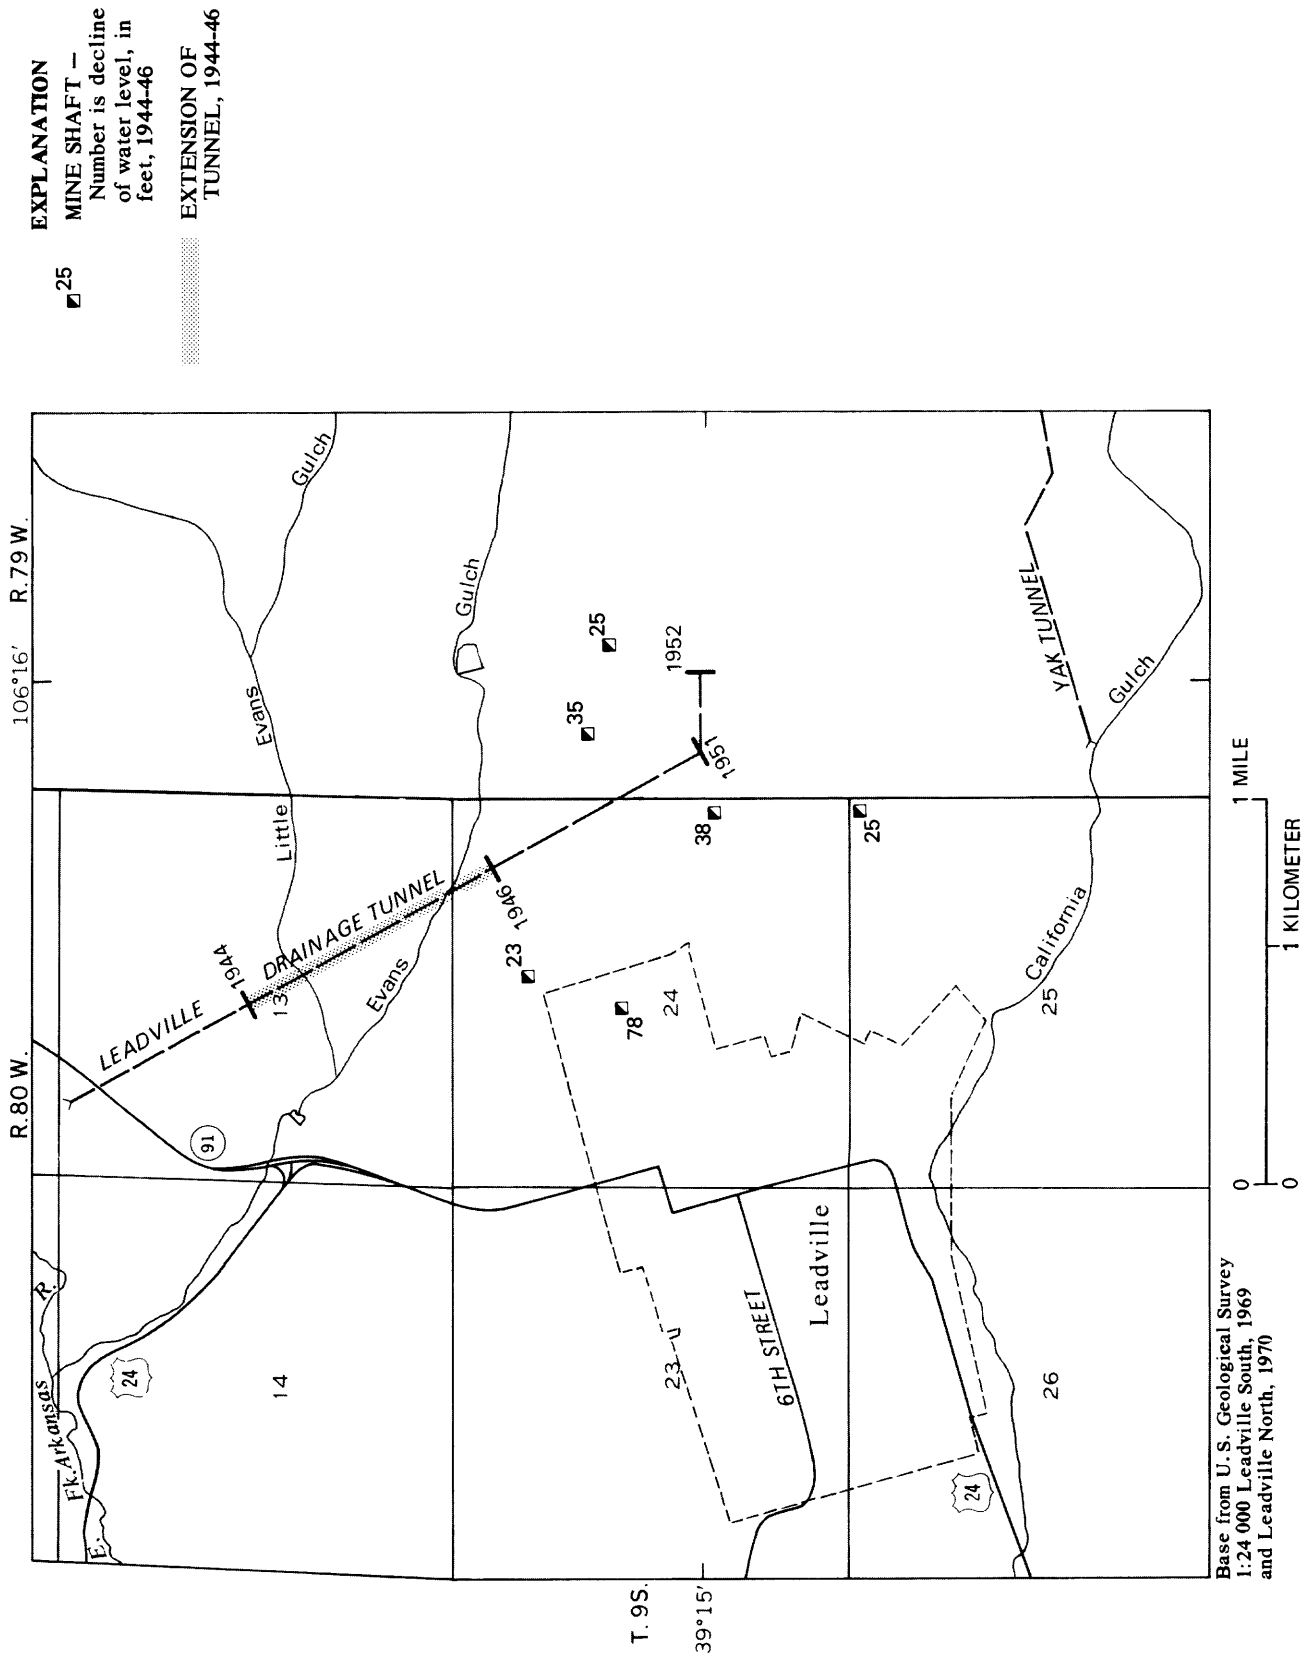 EXPLANATION
25
MINE SHAFT —
Number is decline
of water level, in
feet, 1944-46
EXTENSION OF
TUNNEL, 1944-46
R.80 W.
106°16'
R.79 W.
E. Fk. Arkansas R.
24
91
LEADVILLE DRAINAGE TUNNEL
1944
Little Evans Gulch
14
13
Evans Gulch
1946
23
35
25
1952
1951
78
38
T. 9S.
39°15'
23
24
6TH STREET
Leadville
25
24
26
25
California Gulch
YAK TUNNEL
Base from U. S. Geological Survey
1:24 000 Leadville South, 1969
and Leadville North, 1970
0
1 MILE
0
1 KILOMETER